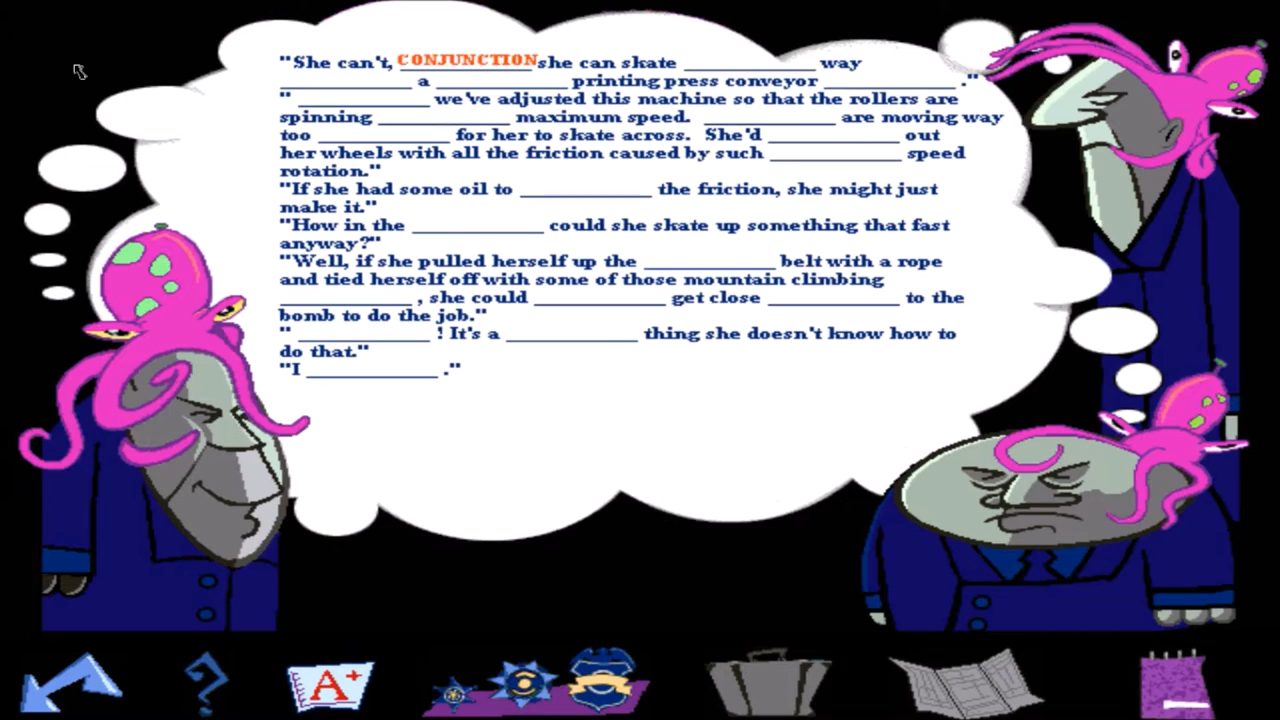 "She can't, CONJUNCTION she can skate ____________ way
____________ a ____________ printing press conveyor ____________ ."
" ____________ we've adjusted this machine so that the rollers are
spinning ____________ maximum speed. ____________ are moving way
too ____________ for her to skate across. She'd ____________ out
her wheels with all the friction caused by such ____________ speed
rotation."
"If she had some oil to ____________ the friction, she might just
make it."
"How in the ____________ could she skate up something that fast
anyway?"
"Well, if she pulled herself up the ____________ belt with a rope
and tied herself off with some of those mountain climbing
____________ , she could ____________ get close ____________ to the
bomb to do the job."
" ____________ ! It's a ____________ thing she doesn't know how to
do that."
"I ____________ ."
A+